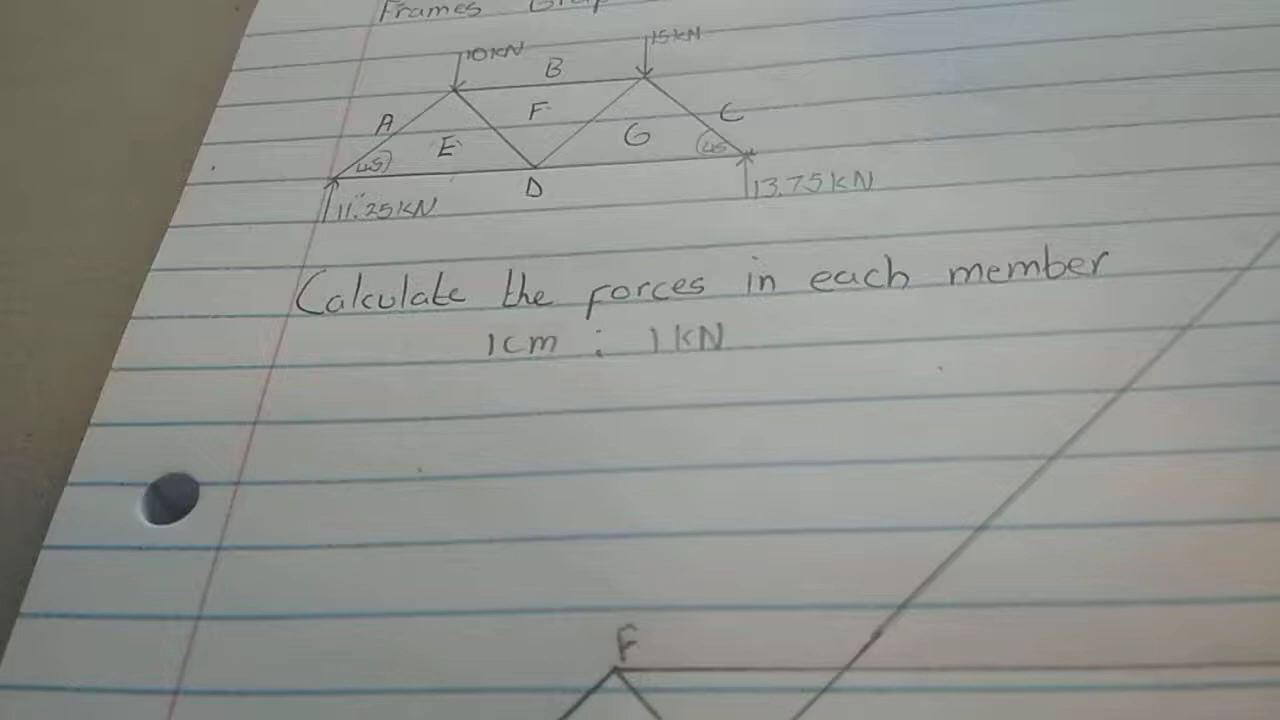 Frames
10KN
15KN
B
A
F
C
E
G
45
45
D
11.25KN
13.75KN
Calculate the forces in each member
1cm : 1KN
F